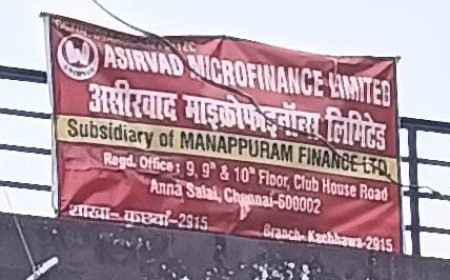 ASIRVAD MICROFINANCE LIMITED
असीरवाद माइक्रोफाइनेंस लिमिटेड
Subsidiary of MANAPPURAM FINANCE LTD
Regd. Office : 9, 9th & 10th Floor, Club House Road
Anna Salai, Chennai-600002
शाखा- कछवाँ-2915
Branch- Kachhawa-2915